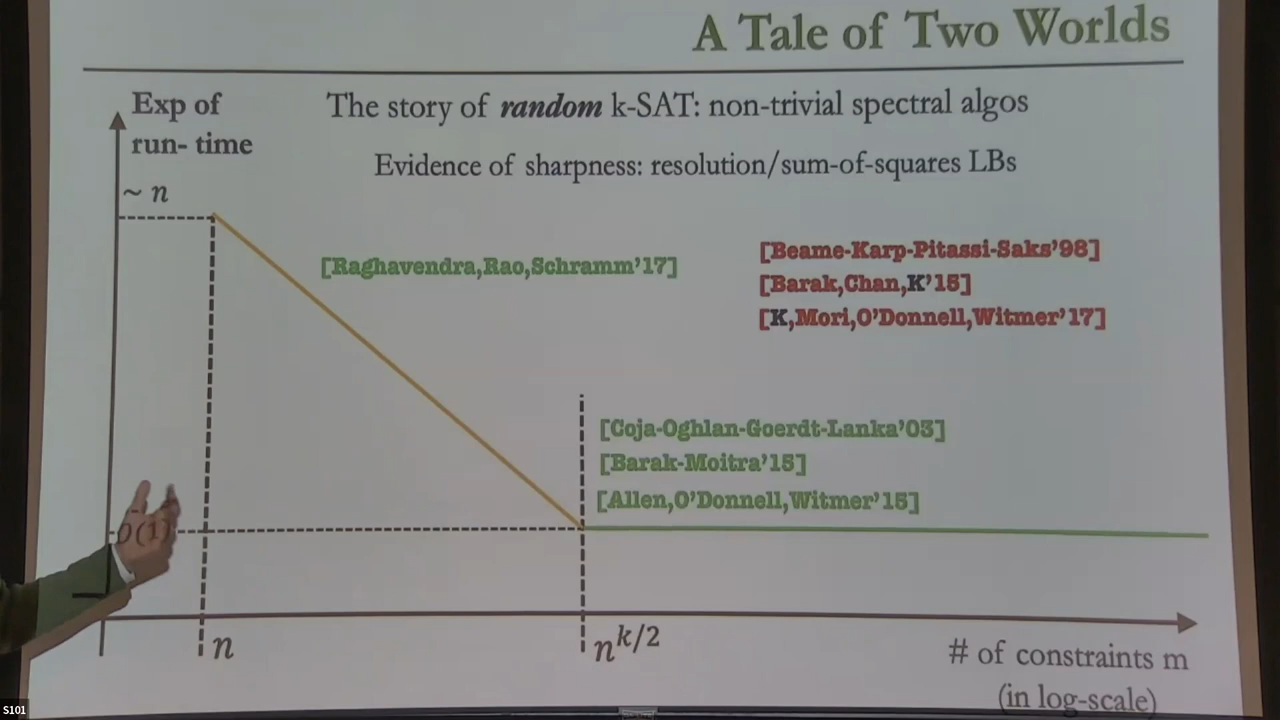 A Tale of Two Worlds
Exp of
run- time
The story of random k-SAT: non-trivial spectral algos
Evidence of sharpness: resolution/sum-of-squares LBs
~ n
[Raghavendra,Rao,Schramm'17]
[Beame-Karp-Pitassi-Saks'98]
[Barak,Chan,K'15]
[K,Mori,O'Donnell,Witmer'17]
[Coja-Oghlan-Goerdt-Lanka'03]
[Barak-Moitra'15]
[Allen,O'Donnell,Witmer'15]
O(1)
n
n^{k/2}
# of constraints m
(in log-scale)
S101